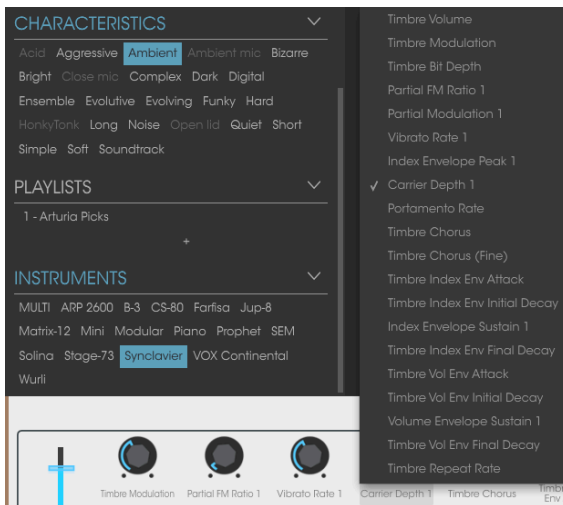 CHARACTERISTICS
Acid Aggressive Ambient Ambient mic Bizarre
Bright Close mic Complex Dark Digital
Ensemble Evolutive Evolving Funky Hard
HonkyTonk Long Noise Open lid Quiet Short
Simple Soft Soundtrack
PLAYLISTS
1 - Arturia Picks
+
INSTRUMENTS
MULTI ARP 2600 B-3 CS-80 Farfisa Jup-8
Matrix-12 Mini Modular Piano Prophet SEM
Solina Stage-73 Synclavier VOX Continental
Wurli
Timbre Volume
Timbre Modulation
Timbre Bit Depth
Partial FM Ratio 1
Partial Modulation 1
Vibrato Rate 1
Index Envelope Peak 1
✓ Carrier Depth 1
Portamento Rate
Timbre Chorus
Timbre Chorus (Fine)
Timbre Index Env Attack
Timbre Index Env Initial Decay
Index Envelope Sustain 1
Timbre Index Env Final Decay
Timbre Vol Env Attack
Timbre Vol Env Initial Decay
Volume Envelope Sustain 1
Timbre Vol Env Final Decay
Timbre Repeat Rate
Timbre Modulation Partial FM Ratio 1 Vibrato Rate 1 Carrier Depth 1 Timbre Chorus
Env